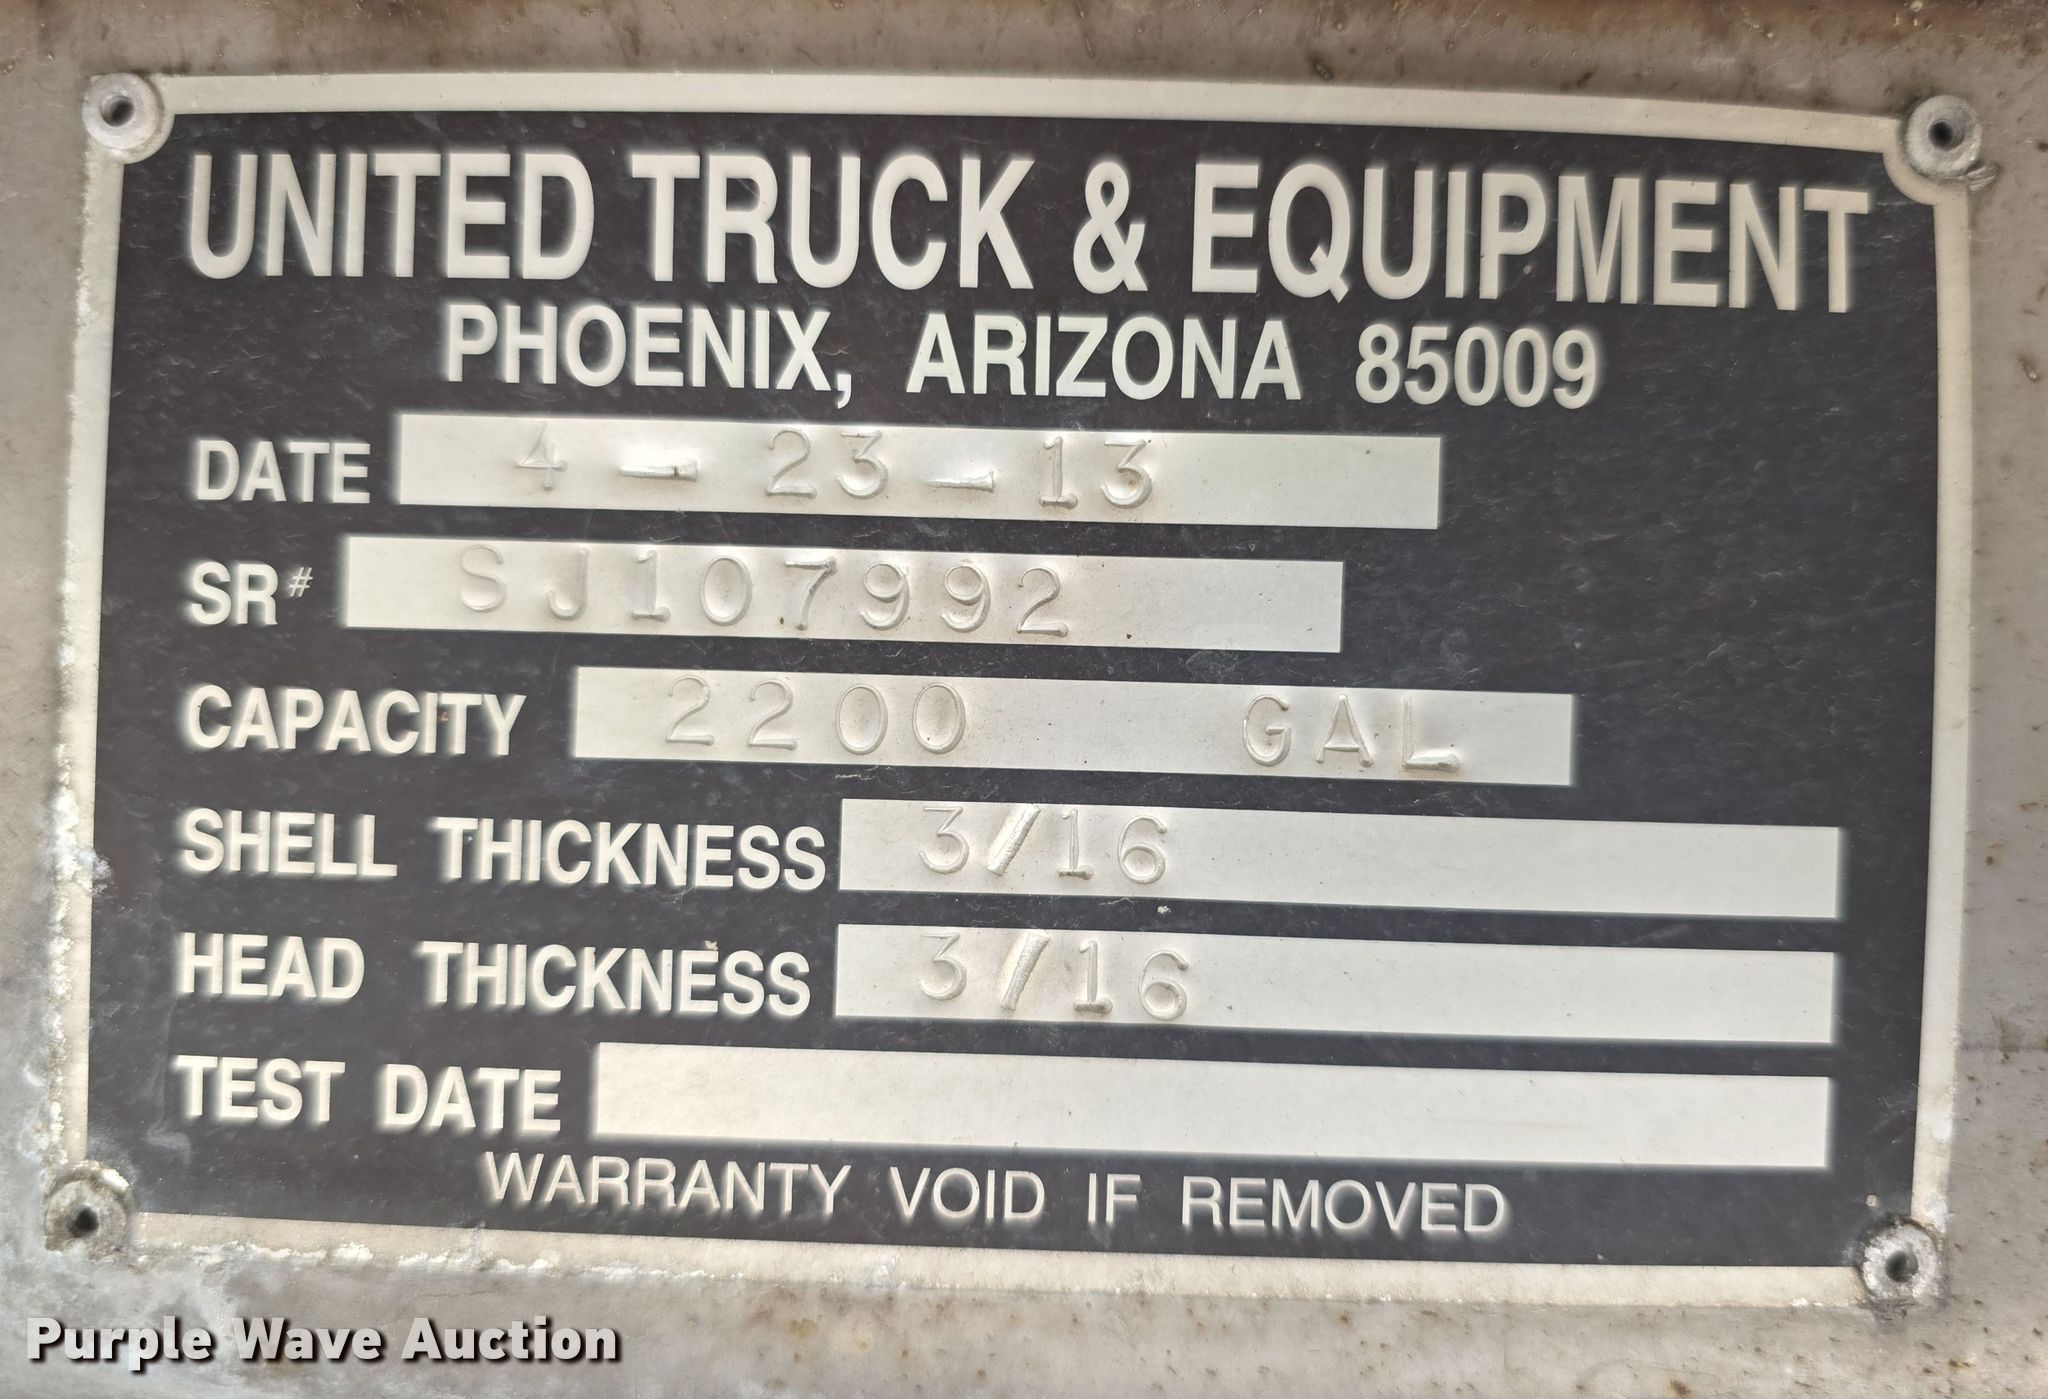 UNITED TRUCK & EQUIPMENT
PHOENIX, ARIZONA 85009
DATE 4-23-13
SR# SJ107992
CAPACITY 2200 GAL
SHELL THICKNESS 3/16
HEAD THICKNESS 3/16
TEST DATE
WARRANTY VOID IF REMOVED
Purple Wave Auction